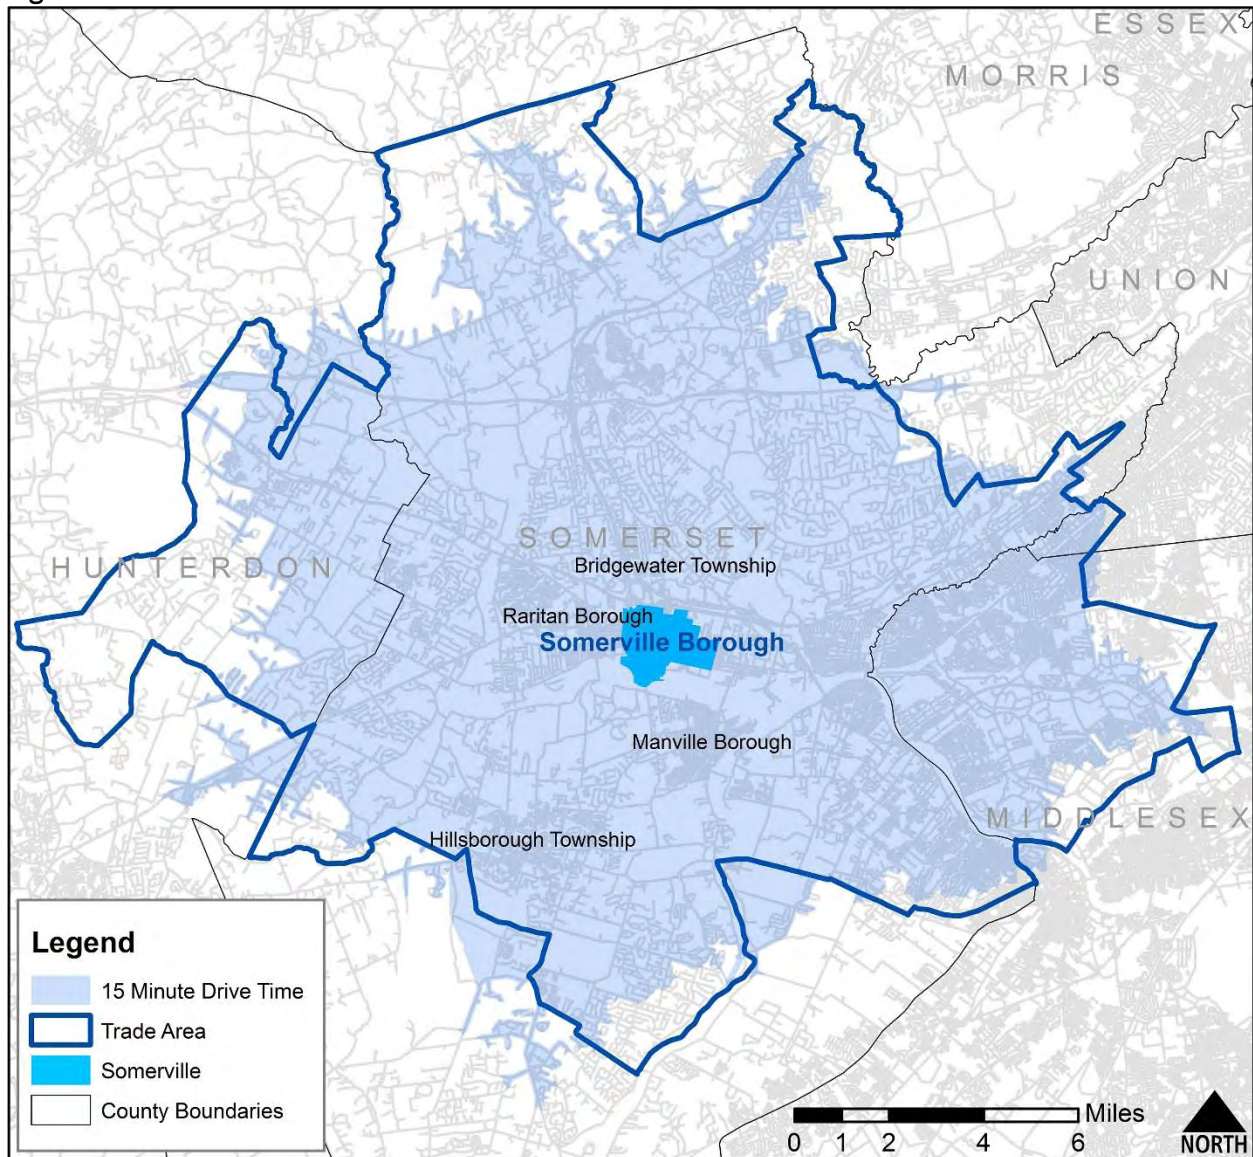 ESSEX
MORRIS
UNION
SOMERSET
HUNTERDON
Bridgewater Township
Raritan Borough
Somerville Borough
Manville Borough
MIDDLESEX
Hillsborough Township
Legend
15 Minute Drive Time
Trade Area
Somerville
County Boundaries
Miles
0 1 2 4 6
NORTH